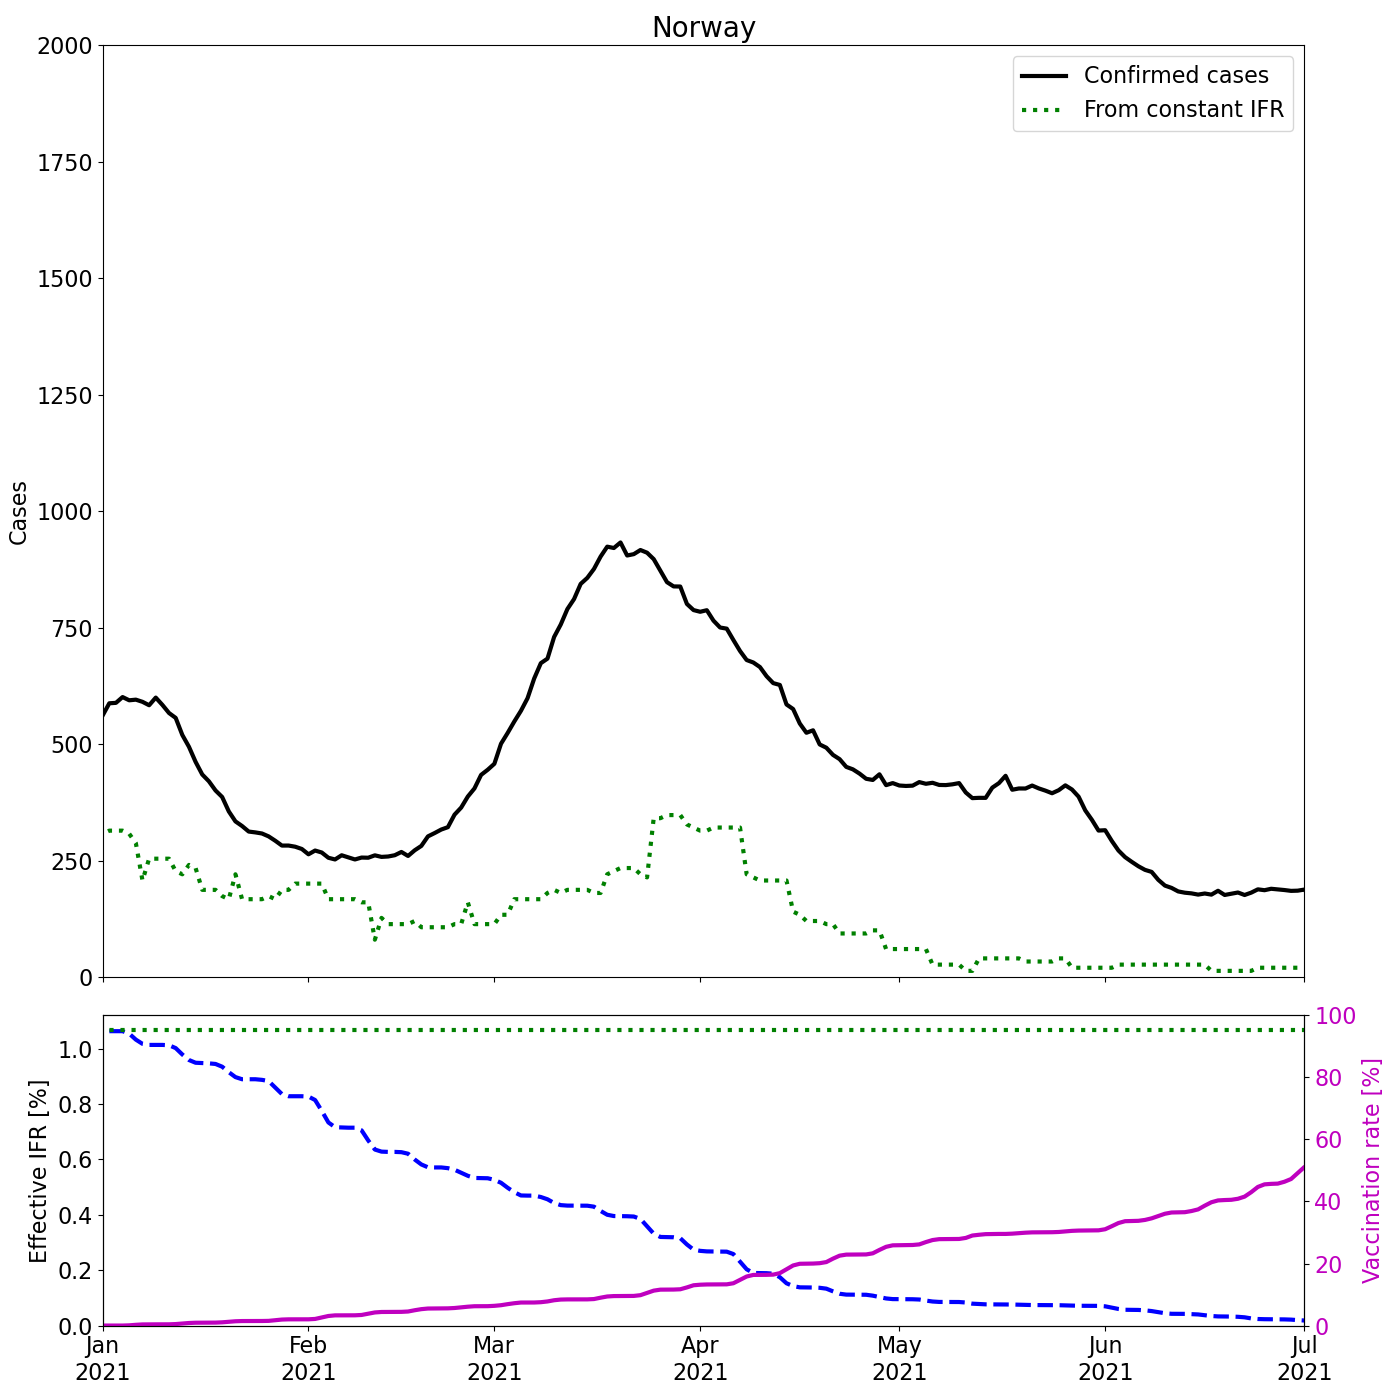 Norway
2000
1750
1500
1250
1000
750
500
250
0
Cases
Confirmed cases
From constant IFR
1.0
0.8
0.6
0.4
0.2
0.0
Effective IFR [%]
100
80
60
40
20
0
Vaccination rate [%]
Jan Feb Mar Apr May Jun Jul
2021 2021 2021 2021 2021 2021 2021